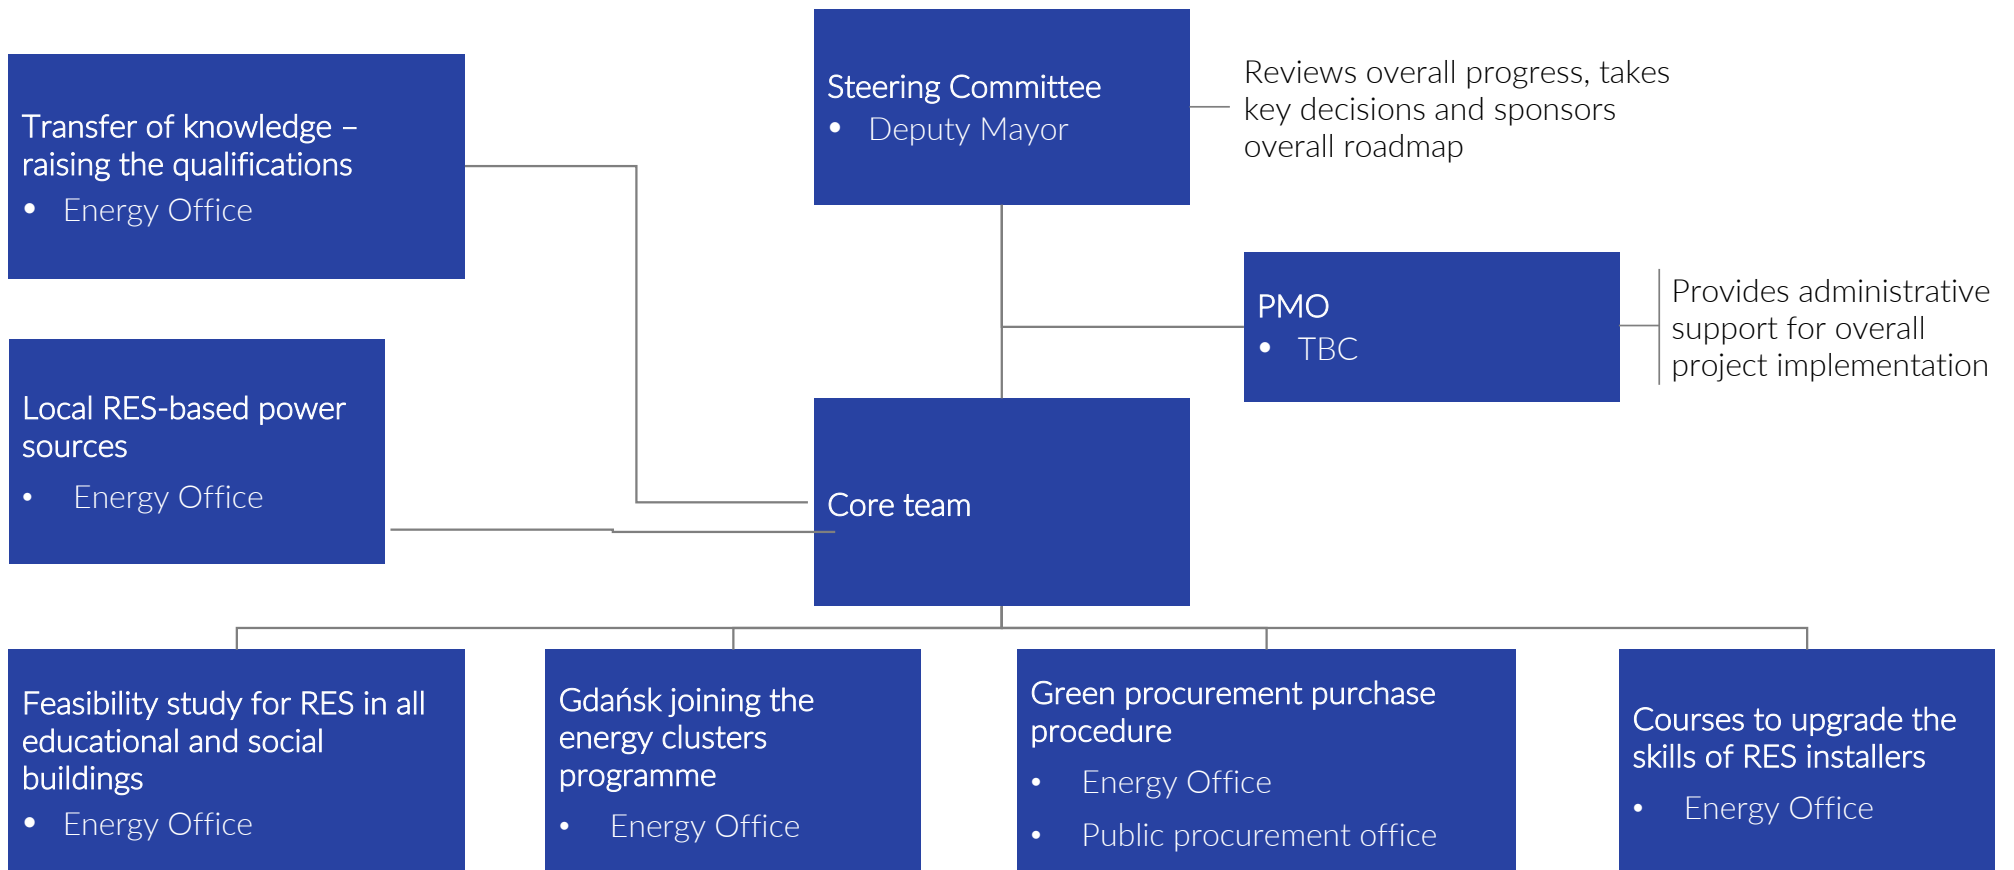 Steering Committee
• Deputy Mayor
Reviews overall progress, takes
key decisions and sponsors
overall roadmap
Transfer of knowledge –
raising the qualifications
• Energy Office
PMO
• TBC
Provides administrative
support for overall
project implementation
Local RES-based power
sources
• Energy Office
Core team
Feasibility study for RES in all
educational and social
buildings
• Energy Office
Gdańsk joining the
energy clusters
programme
• Energy Office
Green procurement purchase
procedure
• Energy Office
• Public procurement office
Courses to upgrade the
skills of RES installers
• Energy Office